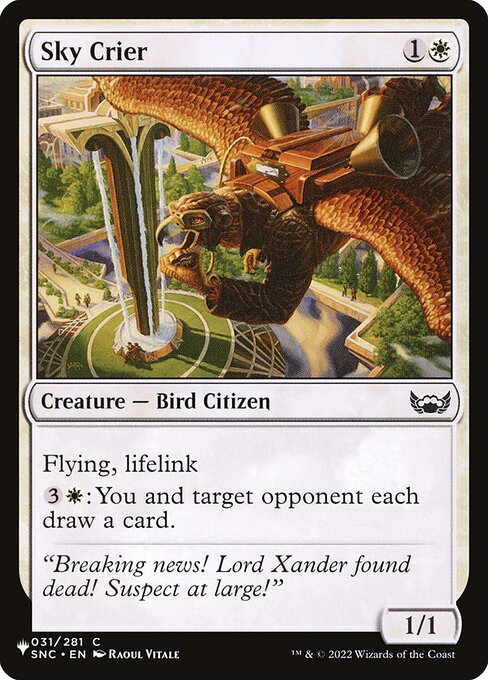 Sky Crier 1
Creature — Bird Citizen
Flying, lifelink
3: You and target opponent each
draw a card.
“Breaking news! Lord Xander found
dead! Suspect at large!”
1/1
031/281 C
SNC • EN Raoul Vitale
™ & © 2022 Wizards of the Coast